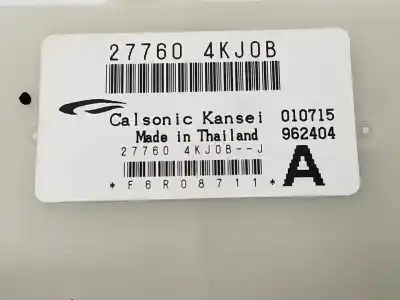 27760 4KJ0B
Calsonic Kansei 010715
Made in Thailand 962404
27760 4KJ0B--J
A
*F6R08711*